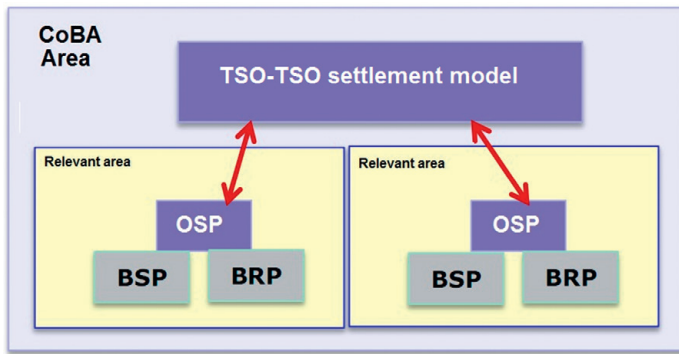 CoBA
Area
TSO-TSO settlement model
Relevant area
OSP
BSP
BRP
Relevant area
OSP
BSP
BRP